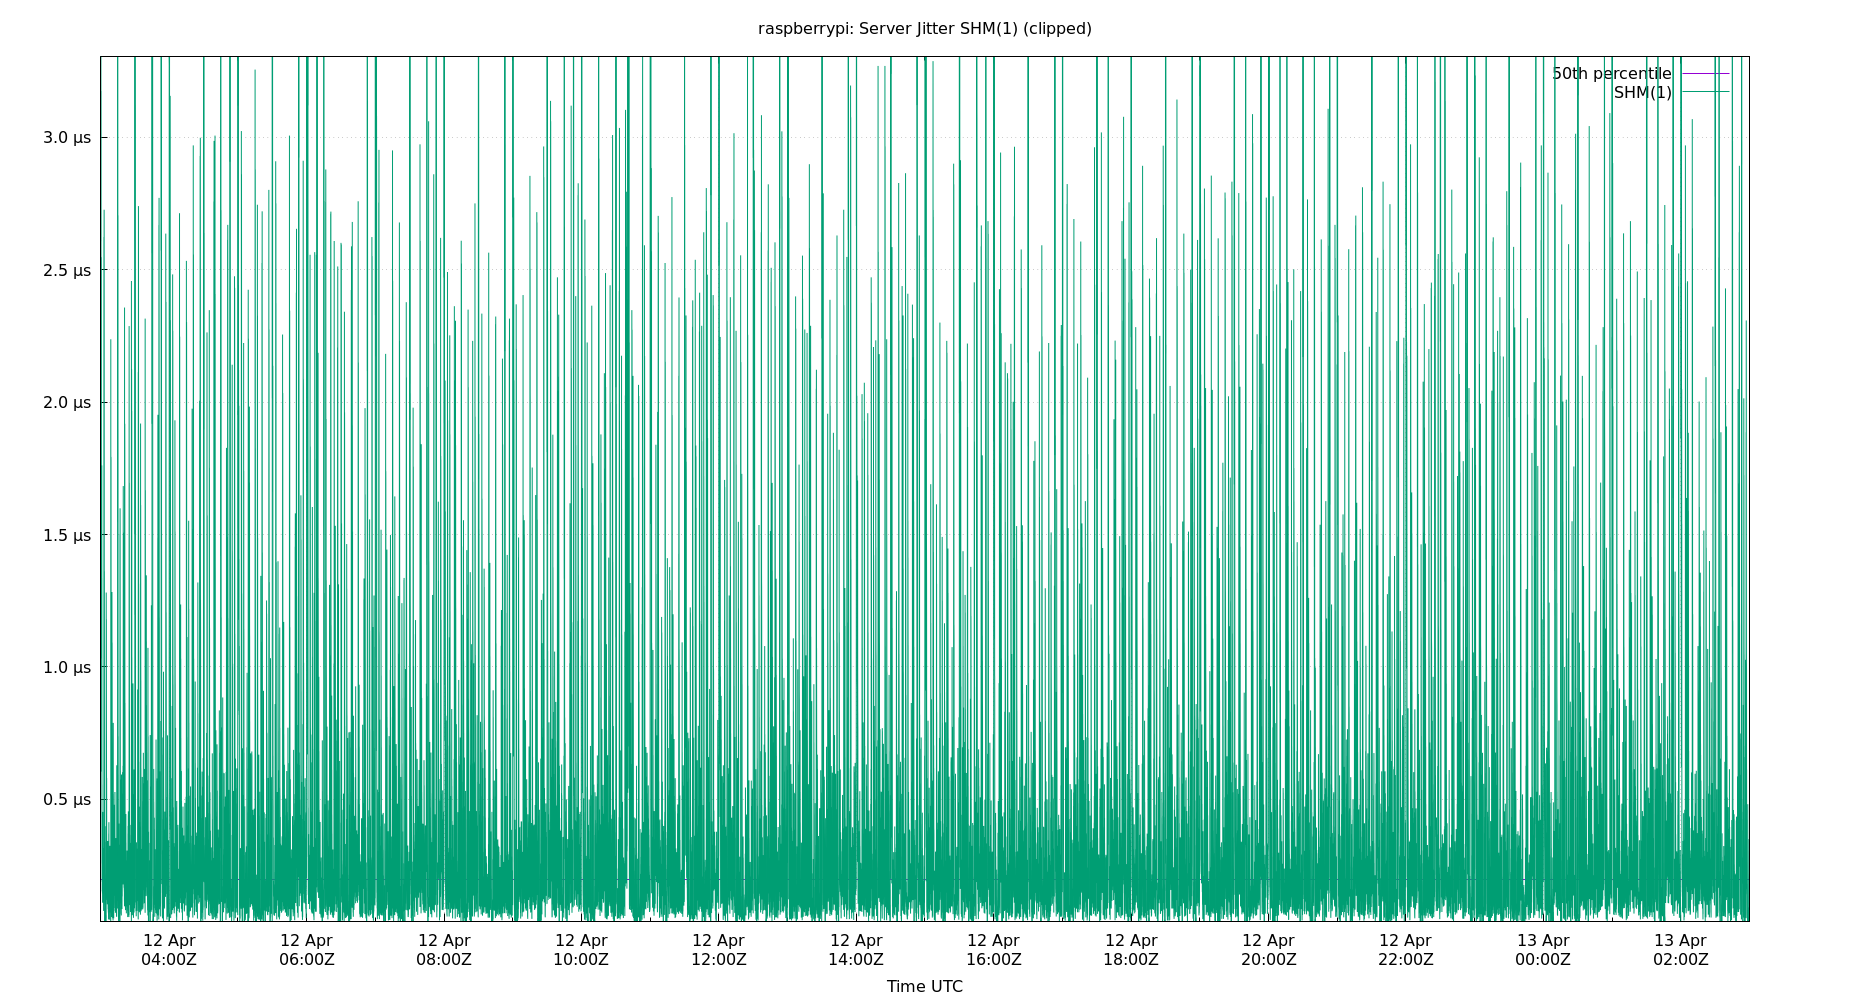 raspberrypi: Server Jitter SHM(1) (clipped)
50th percentile
SHM(1)
3.0 µs
2.5 µs
2.0 µs
1.5 µs
1.0 µs
0.5 µs
12 Apr 12 Apr 12 Apr 12 Apr 12 Apr 12 Apr 12 Apr 12 Apr 12 Apr 12 Apr 13 Apr 13 Apr
04:00Z 06:00Z 08:00Z 10:00Z 12:00Z 14:00Z 16:00Z 18:00Z 20:00Z 22:00Z 00:00Z 02:00Z
Time UTC